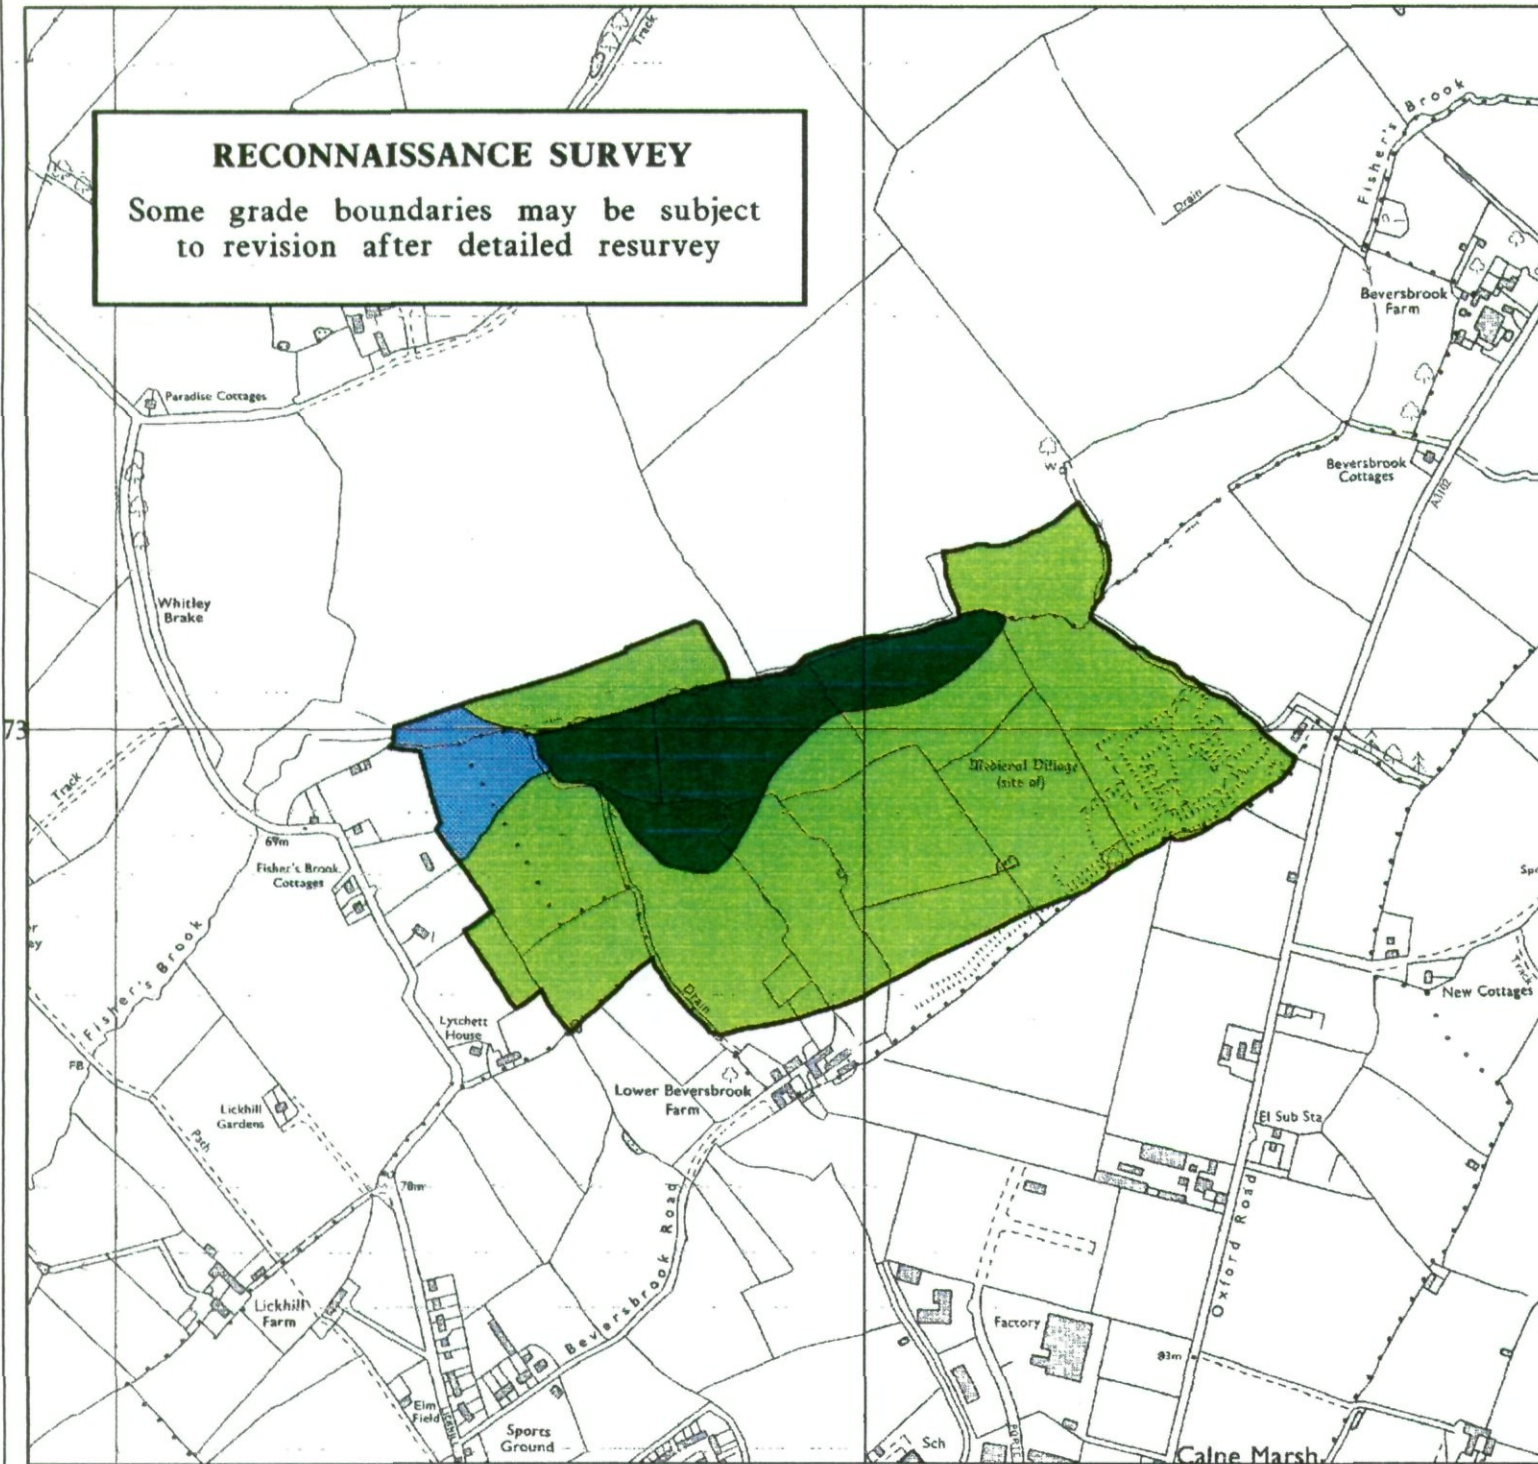 Track
RECONNAISSANCE SURVEY
Some grade boundaries may be subject
to revision after detailed resurvey
Fisher's Brook
Drain
Beversbrook
Farm
Paradise Cottages
W
Beversbrook
Cottages
A3102
Whitley
Brake
73
Track
Medieval Village
(site of)
69m
Fisher's Brook
Cottages
Fisher's Brook
Drain
New Cottages
Track
Lytchett
House
FB
Lower Beversbrook
Farm
Lickhill
Gardens
Path
El Sub Sta
78m
Beversbrook Road
Oxford Road
Lickhill
Farm
Factory
83m
Elm
Field
Sports
Ground
Sch
Calne Marsh